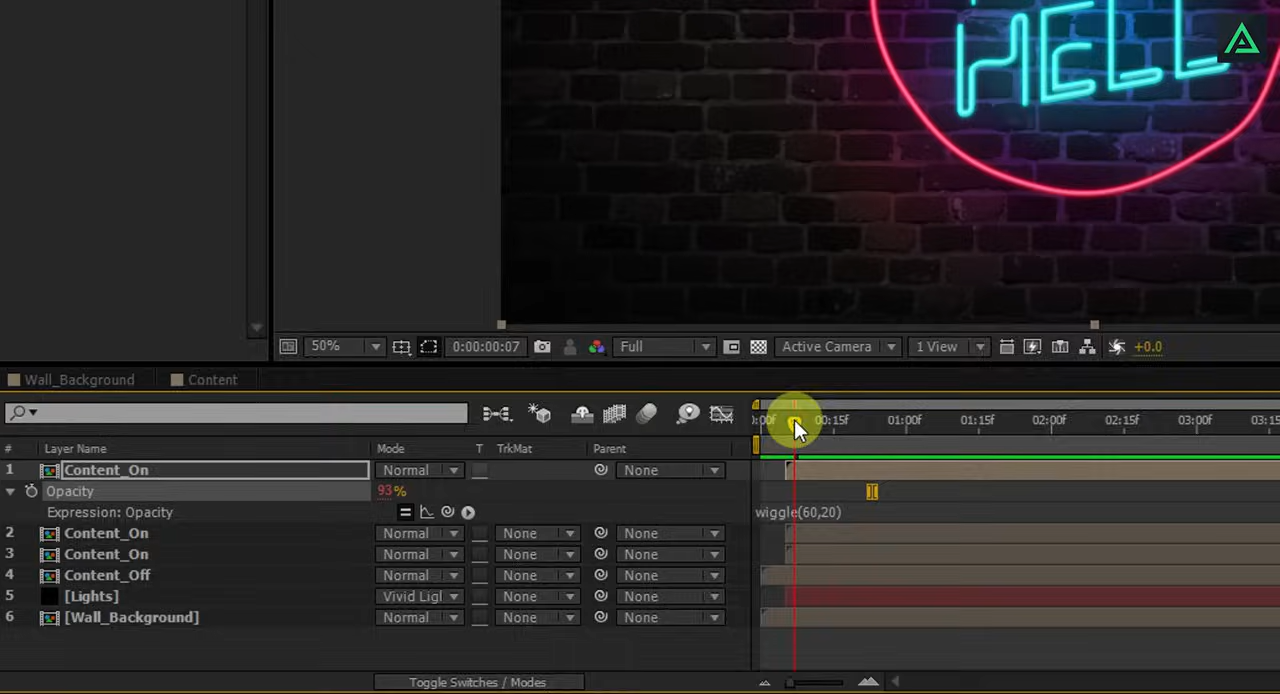 HELL
50% 0:00:00:07 Full Active Camera 1 View +0.0
Wall_Background Content
:00f 00:15f 01:00f 01:15f 02:00f 02:15f 03:00f 03:15
# Layer Name Mode T TrkMat Parent
1 Content_On Normal None
Opacity 93%
Expression: Opacity wiggle(60,20)
2 Content_On Normal None None
3 Content_On Normal None None
4 Content_Off Normal None None
5 [Lights] Vivid Ligl None None
6 [Wall_Background] Normal None None
Toggle Switches / Modes